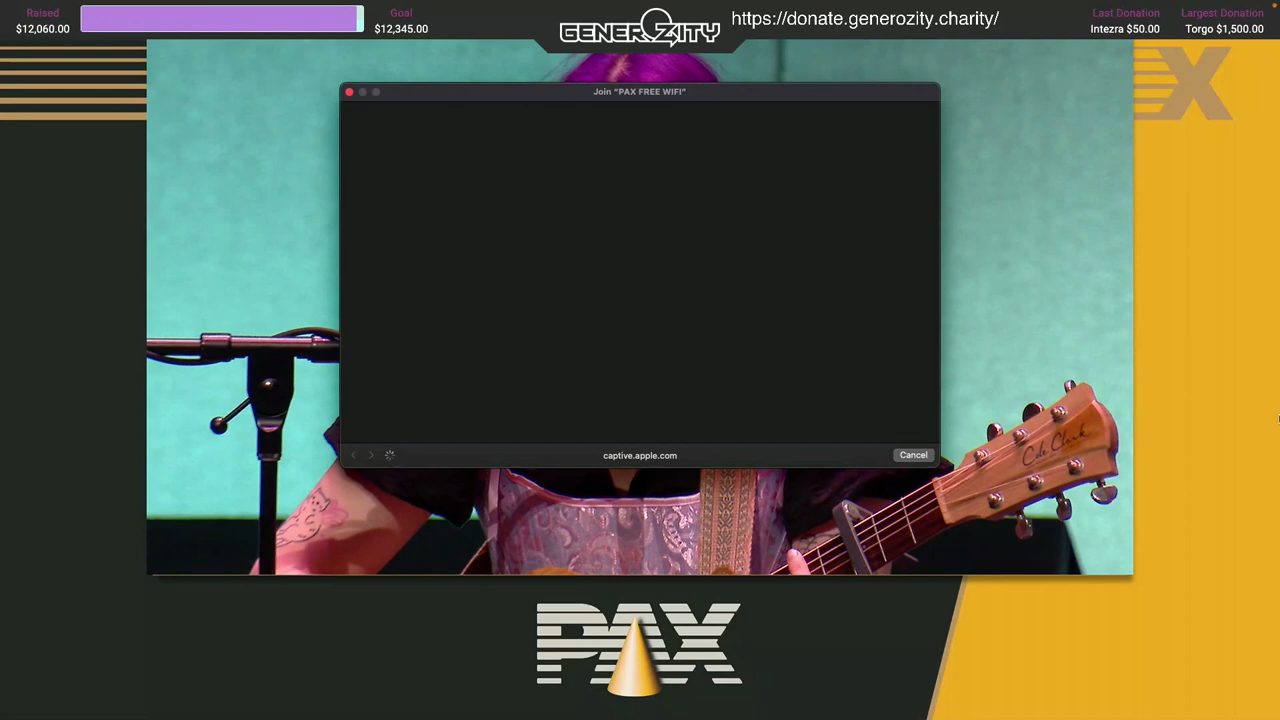 Raised
$12,060.00
Goal
$12,345.00
GENEROZITY
https://donate.generozity.charity/
Last Donation
Intezra $50.00
Largest Donation
Torgo $1,500.00
X
Join “PAX FREE WIFI”
captive.apple.com
Cancel
Cole Clark
PAX